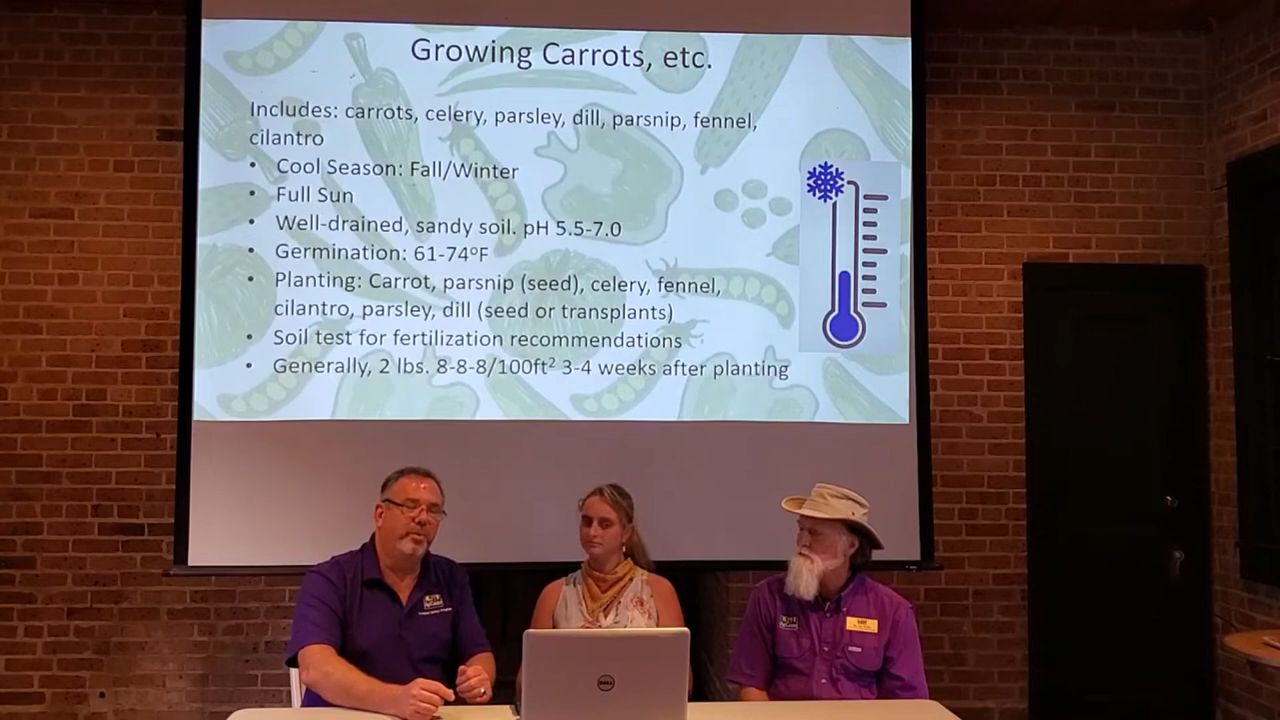 Growing Carrots, etc.
Includes: carrots, celery, parsley, dill, parsnip, fennel,
cilantro
• Cool Season: Fall/Winter
• Full Sun
• Well-drained, sandy soil. pH 5.5-7.0
• Germination: 61-74ºF
• Planting: Carrot, parsnip (seed), celery, fennel,
cilantro, parsley, dill (seed or transplants)
• Soil test for fertilization recommendations
• Generally, 2 lbs. 8-8-8/100ft² 3-4 weeks after planting
DELL